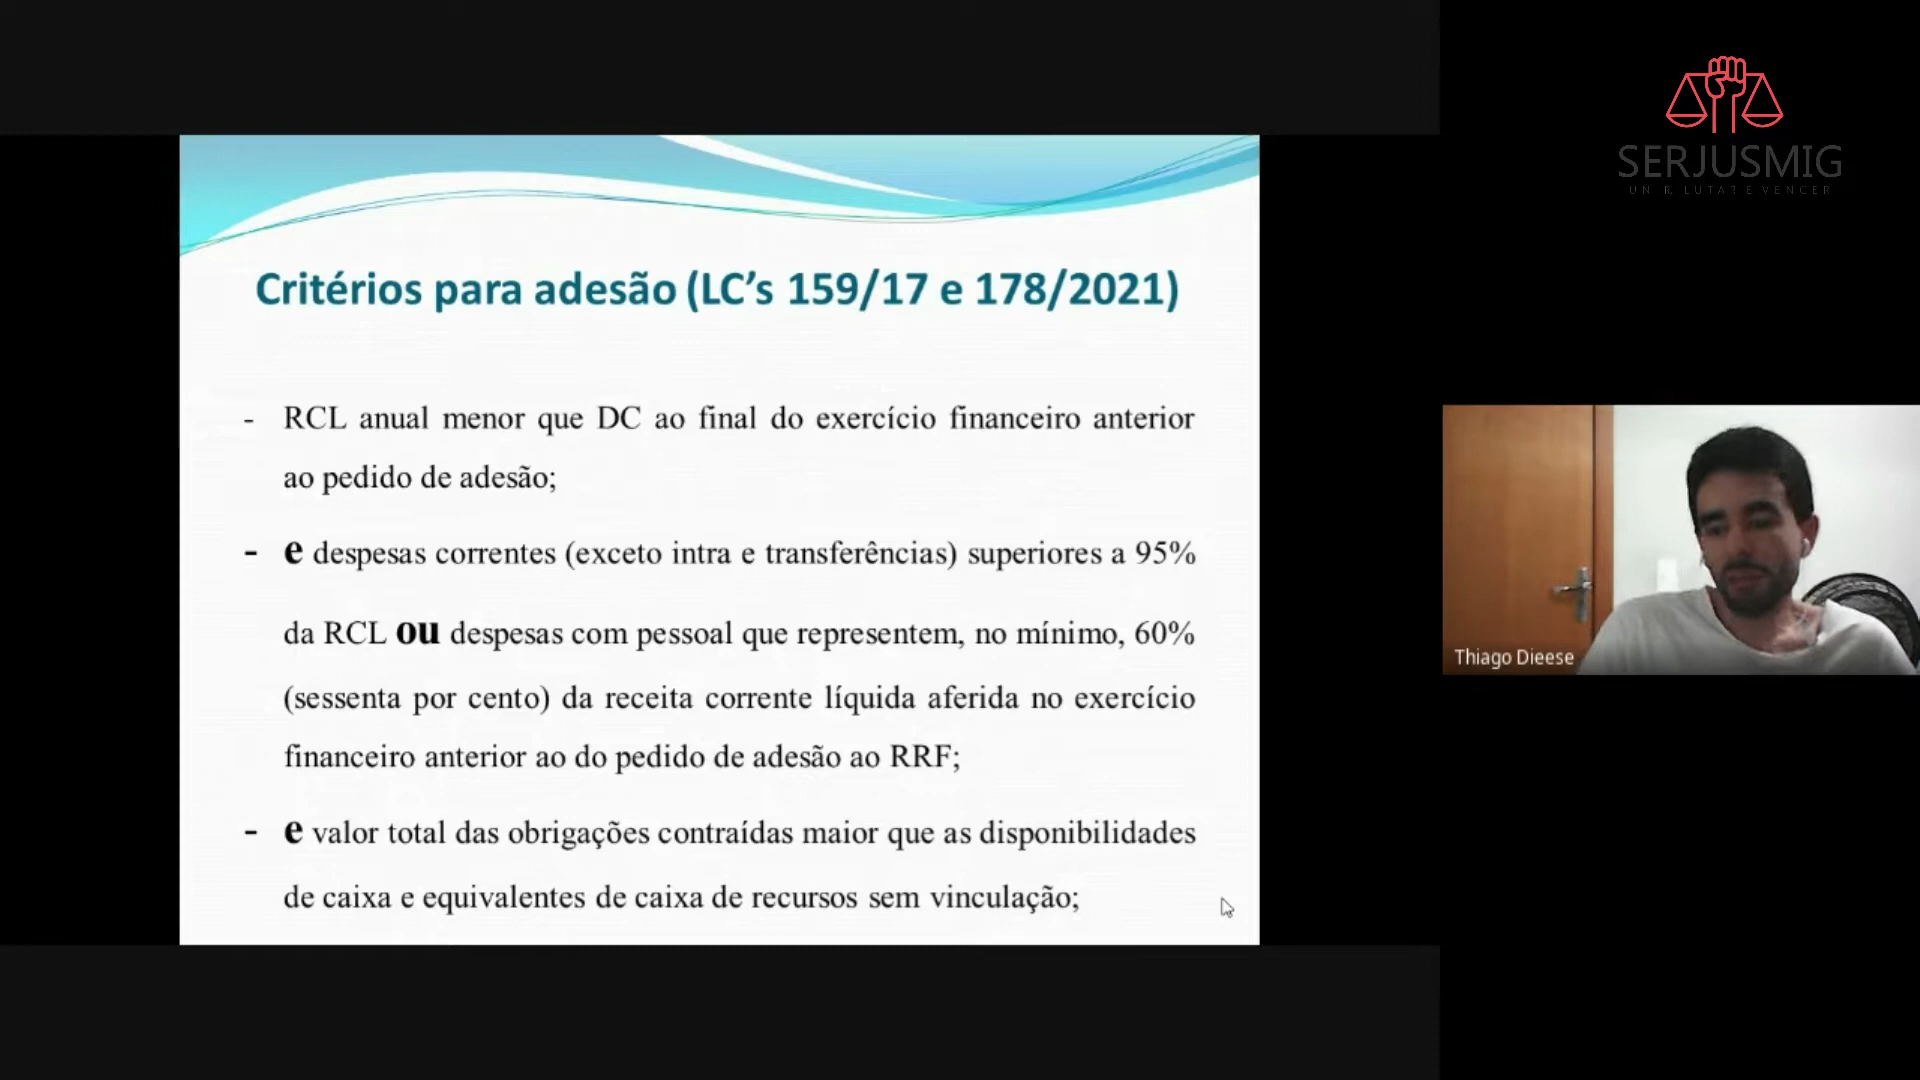 SERJUSMIG
UNIR, LUTAR E VENCER
Critérios para adesão (LC’s 159/17 e 178/2021)
- RCL anual menor que DC ao final do exercício financeiro anterior
ao pedido de adesão;
- e despesas correntes (exceto intra e transferências) superiores a 95%
da RCL ou despesas com pessoal que representem, no mínimo, 60%
(sessenta por cento) da receita corrente líquida aferida no exercício
financeiro anterior ao do pedido de adesão ao RRF;
- e valor total das obrigações contraídas maior que as disponibilidades
de caixa e equivalentes de caixa de recursos sem vinculação;
Thiago Dieese